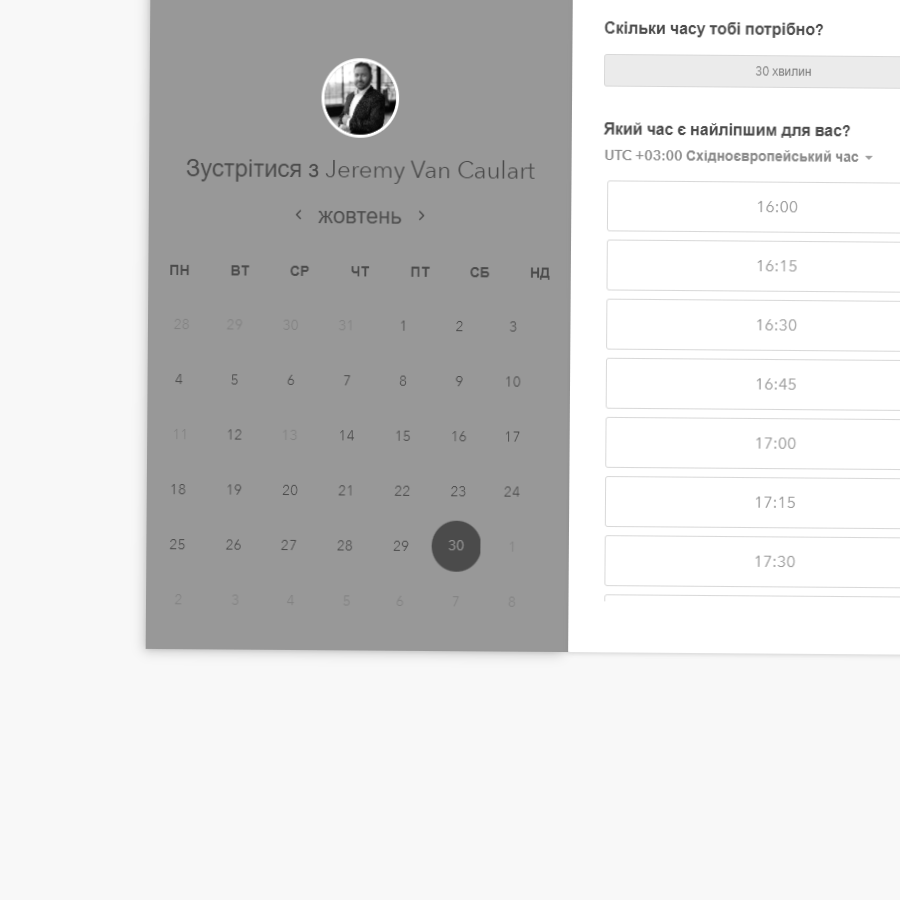 Зустрітися з Jeremy Van Caulart
< жовтень >
ПН ВТ СР ЧТ ПТ СБ НД
28 29 30 31 1 2 3
4 5 6 7 8 9 10
11 12 13 14 15 16 17
18 19 20 21 22 23 24
25 26 27 28 29 30 1
2 3 4 5 6 7 8
Скільки часу тобі потрібно?
30 хвилин
Який час є найліпшим для вас?
UTC +03:00 Східноєвропейський час
16:00
16:15
16:30
16:45
17:00
17:15
17:30